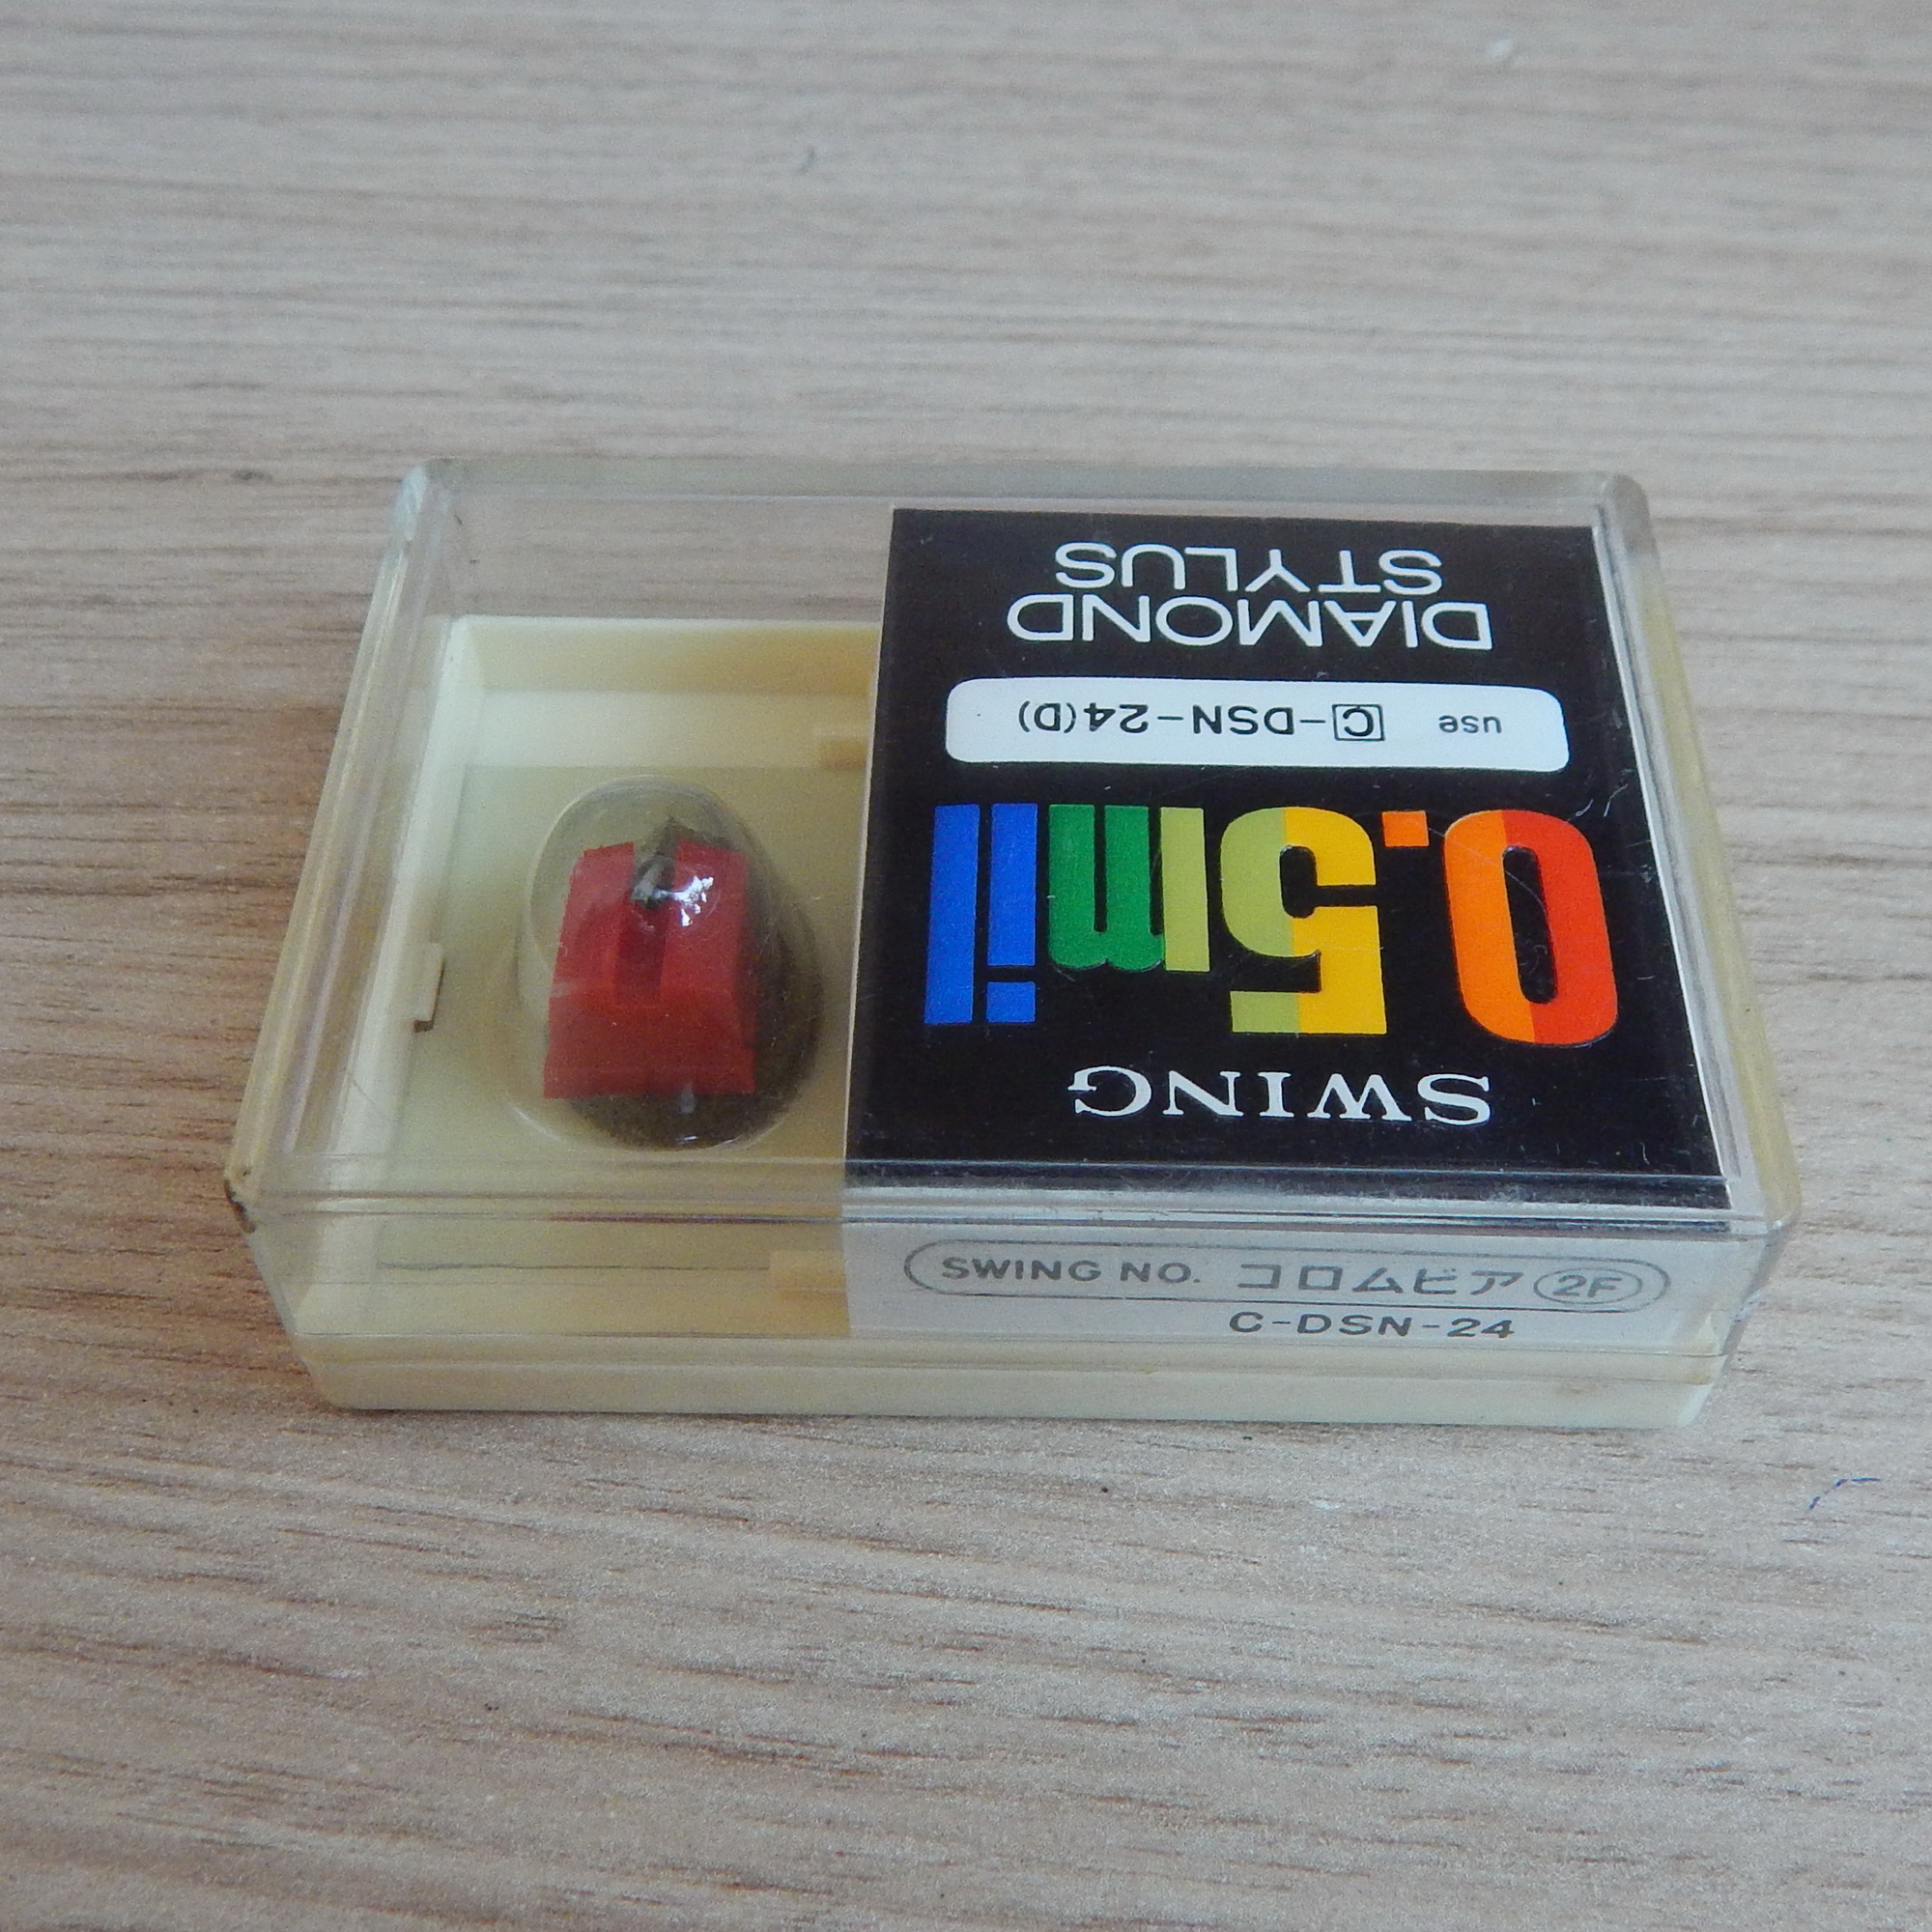 SWING
0.5mil
use C-DSN-24(D)
DIAMOND
STYLUS
SWING NO. コロムビア 2F
C-DSN-24